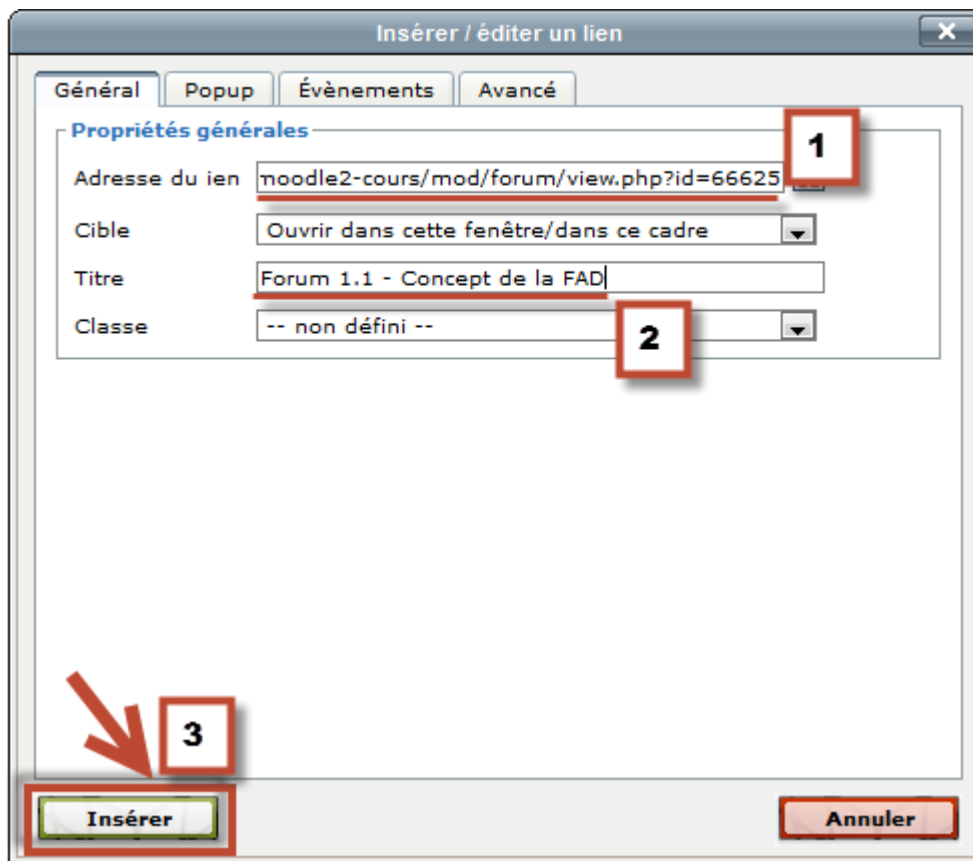 Insérer / éditer un lien
Général Popup Évènements Avancé
Propriétés générales
1
Adresse du ien noodle2-cours/mod/forum/view.php?id=66625
Cible Ouvrir dans cette fenêtre/dans ce cadre
Titre Forum 1.1 - Concept de la FAD
Classe -- non défini --
2
3
Insérer Annuler